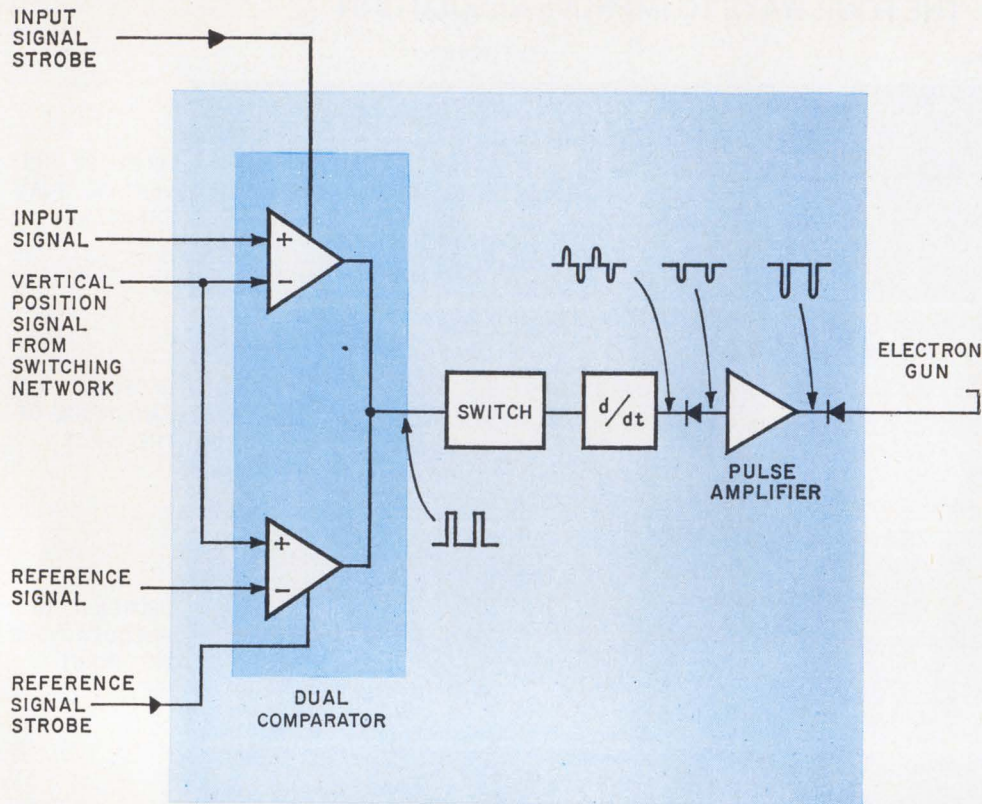 INPUT
SIGNAL
STROBE
INPUT
SIGNAL
VERTICAL
POSITION
SIGNAL
FROM
SWITCHING
NETWORK
REFERENCE
SIGNAL
REFERENCE
SIGNAL
STROBE
+
−
+
−
DUAL
COMPARATOR
SWITCH
d/dt
PULSE
AMPLIFIER
ELECTRON
GUN